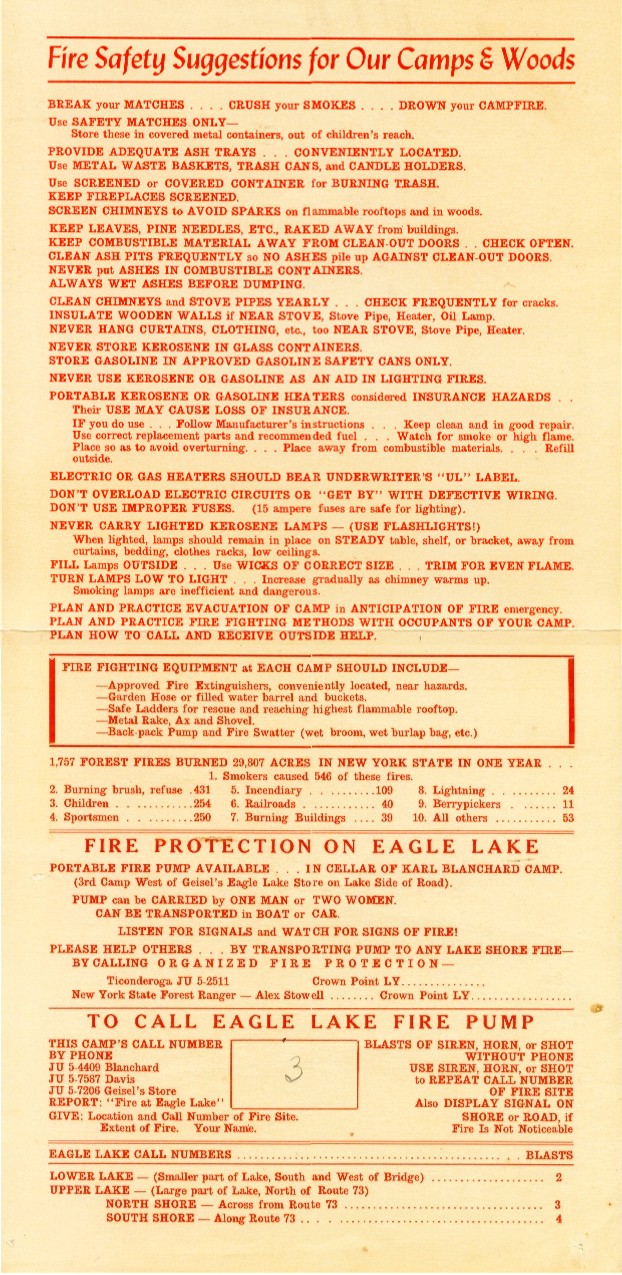 Fire Safety Suggestions for Our Camps & Woods
BREAK your MATCHES . . . . CRUSH your SMOKES . . . . DROWN your CAMPFIRE.
Use SAFETY MATCHES ONLY—
Store these in covered metal containers, out of children's reach.
PROVIDE ADEQUATE ASH TRAYS . . . CONVENIENTLY LOCATED.
Use METAL WASTE BASKETS, TRASH CANS, and CANDLE HOLDERS.
Use SCREENED or COVERED CONTAINER for BURNING TRASH.
KEEP FIREPLACES SCREENED.
SCREEN CHIMNEYS to AVOID SPARKS on flammable rooftops and in woods.
KEEP LEAVES, PINE NEEDLES, ETC., RAKED AWAY from buildings.
KEEP COMBUSTIBLE MATERIAL AWAY FROM CLEAN-OUT DOORS . . CHECK OFTEN.
CLEAN ASH PITS FREQUENTLY so NO ASHES pile up AGAINST CLEAN-OUT DOORS.
NEVER put ASHES IN COMBUSTIBLE CONTAINERS.
ALWAYS WET ASHES BEFORE DUMPING.
CLEAN CHIMNEYS and STOVE PIPES YEARLY . . . CHECK FREQUENTLY for cracks.
INSULATE WOODEN WALLS if NEAR STOVE, Stove Pipe, Heater, Oil Lamp.
NEVER HANG CURTAINS, CLOTHING, etc., too NEAR STOVE, Stove Pipe, Heater.
NEVER STORE KEROSENE IN GLASS CONTAINERS.
STORE GASOLINE IN APPROVED GASOLINE SAFETY CANS ONLY.
NEVER USE KEROSENE OR GASOLINE AS AN AID IN LIGHTING FIRES.
PORTABLE KEROSENE OR GASOLINE HEATERS considered INSURANCE HAZARDS . .
Their USE MAY CAUSE LOSS OF INSURANCE.
IF you do use . . . Follow Manufacturer's instructions . . . Keep clean and in good repair.
Use correct replacement parts and recommended fuel . . . Watch for smoke or high flame.
Place so as to avoid overturning. . . . Place away from combustible materials. . . . Refill
outside.
ELECTRIC OR GAS HEATERS SHOULD BEAR UNDERWRITER'S "UL" LABEL.
DON'T OVERLOAD ELECTRIC CIRCUITS OR "GET BY" WITH DEFECTIVE WIRING.
DON'T USE IMPROPER FUSES. (15 ampere fuses are safe for lighting).
NEVER CARRY LIGHTED KEROSENE LAMPS — (USE FLASHLIGHTS!)
When lighted, lamps should remain in place on STEADY table, shelf, or bracket, away from
curtains, bedding, clothes racks, low ceilings.
FILL Lamps OUTSIDE . . . Use WICKS OF CORRECT SIZE . . . TRIM FOR EVEN FLAME.
TURN LAMPS LOW TO LIGHT . . . Increase gradually as chimney warms up.
Smoking lamps are inefficient and dangerous.
PLAN AND PRACTICE EVACUATION OF CAMP in ANTICIPATION OF FIRE emergency.
PLAN AND PRACTICE FIRE FIGHTING METHODS WITH OCCUPANTS OF YOUR CAMP.
PLAN HOW TO CALL AND RECEIVE OUTSIDE HELP.
FIRE FIGHTING EQUIPMENT at EACH CAMP SHOULD INCLUDE—
—Approved Fire Extinguishers, conveniently located, near hazards.
—Garden Hose or filled water barrel and buckets.
—Safe Ladders for rescue and reaching highest flammable rooftop.
—Metal Rake, Ax and Shovel.
—Back-pack Pump and Fire Swatter (wet broom, wet burlap bag, etc.)
1,757 FOREST FIRES BURNED 29,807 ACRES IN NEW YORK STATE IN ONE YEAR . . .
1. Smokers caused 546 of these fires.
2. Burning brush, refuse .431 5. Incendiary . . . . . . . . . .109 8. Lightning . . . . . . . . . . 24
3. Children . . . . . . . . . . .254 6. Railroads . . . . . . . . . . 40 9. Berrypickers . . . . . . . 11
4. Sportsmen . . . . . . . . . .250 7. Burning Buildings . . . . 39 10. All others . . . . . . . . . . 53
FIRE PROTECTION ON EAGLE LAKE
PORTABLE FIRE PUMP AVAILABLE . . . IN CELLAR OF KARL BLANCHARD CAMP.
(3rd Camp West of Geisel's Eagle Lake Store on Lake Side of Road).
PUMP can be CARRIED by ONE MAN or TWO WOMEN.
CAN BE TRANSPORTED in BOAT or CAR.
LISTEN FOR SIGNALS and WATCH FOR SIGNS OF FIRE!
PLEASE HELP OTHERS . . . BY TRANSPORTING PUMP TO ANY LAKE SHORE FIRE—
BY CALLING ORGANIZED FIRE PROTECTION—
Ticonderoga JU 5-2511 Crown Point LY...............
New York State Forest Ranger — Alex Stowell ........ Crown Point LY..................
TO CALL EAGLE LAKE FIRE PUMP
THIS CAMP'S CALL NUMBER
BY PHONE
JU 5-4409 Blanchard
JU 5-7587 Davis
JU 5-7206 Geisel's Store
REPORT: "Fire at Eagle Lake"
GIVE: Location and Call Number of Fire Site.
Extent of Fire. Your Name.
3
BLASTS OF SIREN, HORN, or SHOT
WITHOUT PHONE
USE SIREN, HORN, or SHOT
to REPEAT CALL NUMBER
OF FIRE SITE
Also DISPLAY SIGNAL ON
SHORE or ROAD, if
Fire Is Not Noticeable
EAGLE LAKE CALL NUMBERS .................................................. BLASTS
LOWER LAKE — (Smaller part of Lake, South and West of Bridge) .................... 2
UPPER LAKE — (Large part of Lake, North of Route 73)
NORTH SHORE — Across from Route 73 ..................................... 3
SOUTH SHORE — Along Route 73 . . . . ..................................... 4